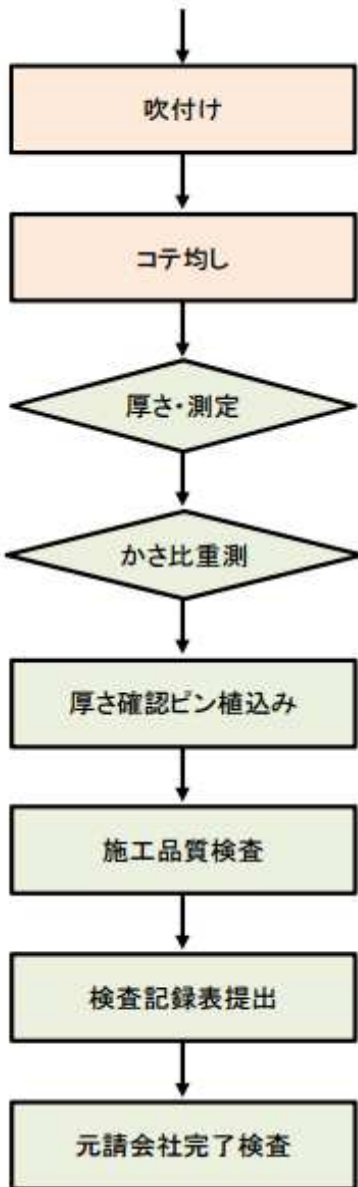 吹付け
コテ均し
厚さ・測定
かさ比重測
厚さ確認ピン植込み
施工品質検査
検査記録表提出
元請会社完了検査